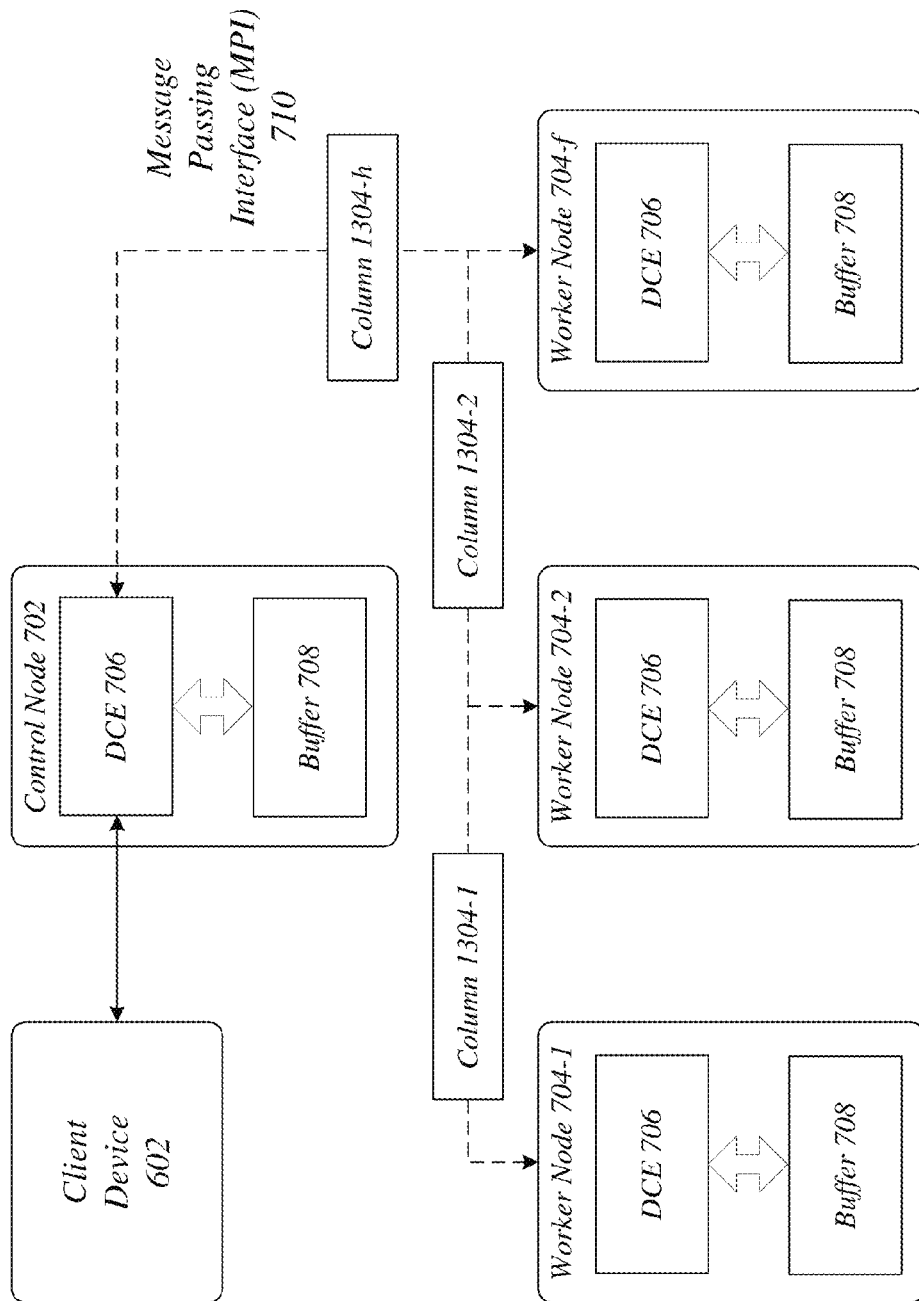 Client
Device
602
Control Node 702
DCE 706
Buffer 708
Message
Passing
Interface (MPI)
710
Column 1304-1
Column 1304-2
Column 1304-h
Worker Node 704-1
DCE 706
Buffer 708
Worker Node 704-2
DCE 706
Buffer 708
Worker Node 704-f
DCE 706
Buffer 708